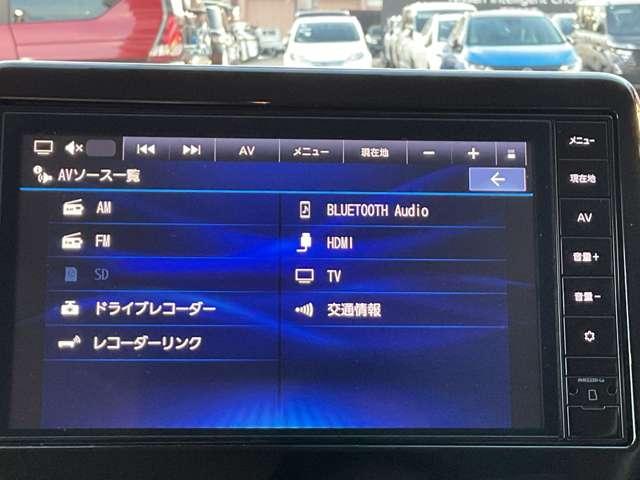 AV メニュー 現在地 − +
AVソース一覧
AM
FM
SD
ドライブレコーダー
レコーダーリンク
BLUETOOTH Audio
HDMI
TV
交通情報
メニュー
現在地
AV
音量+
音量−